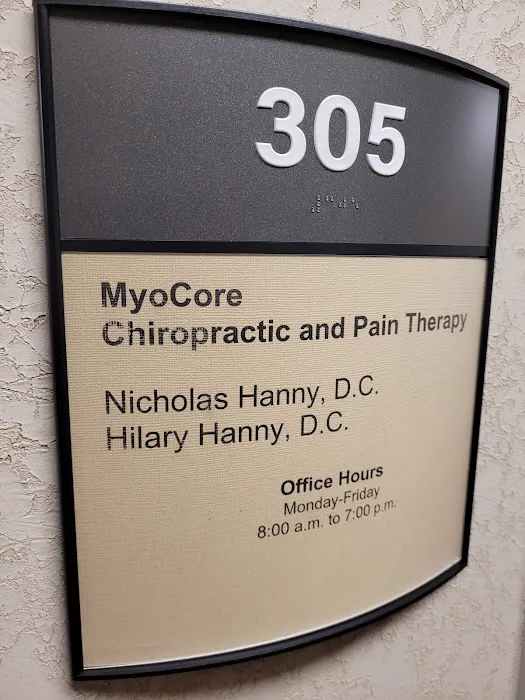 305
MyoCore
Chiropractic and Pain Therapy
Nicholas Hanny, D.C.
Hilary Hanny, D.C.
Office Hours
Monday-Friday
8:00 a.m. to 7:00 p.m.